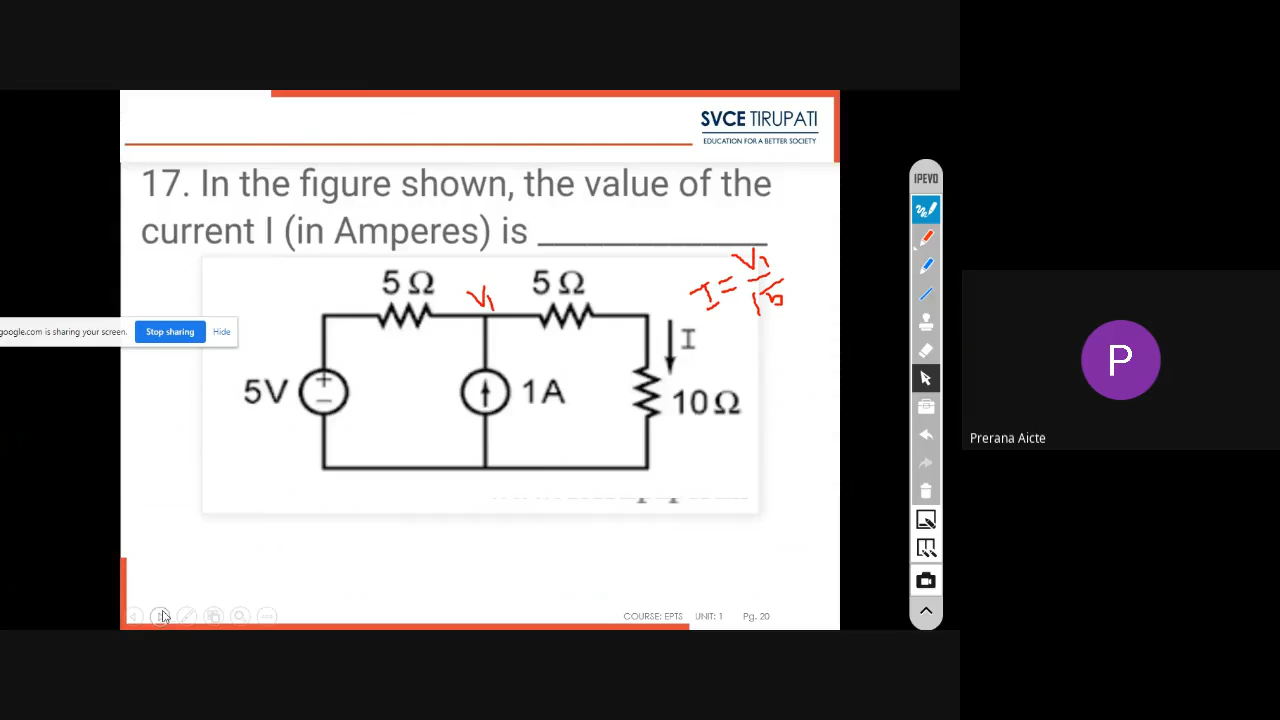 SVCE TIRUPATI
EDUCATION FOR A BETTER SOCIETY
IPEVO
17. In the figure shown, the value of the
current I (in Amperes) is ______________
I = V1/15
5 Ω
V1
5 Ω
google.com is sharing your screen.
Stop sharing
Hide
I
5V
+
−
1A
10 Ω
P
Prerana Aicte
COURSE: EPTS
UNIT: 1
Pg. 20